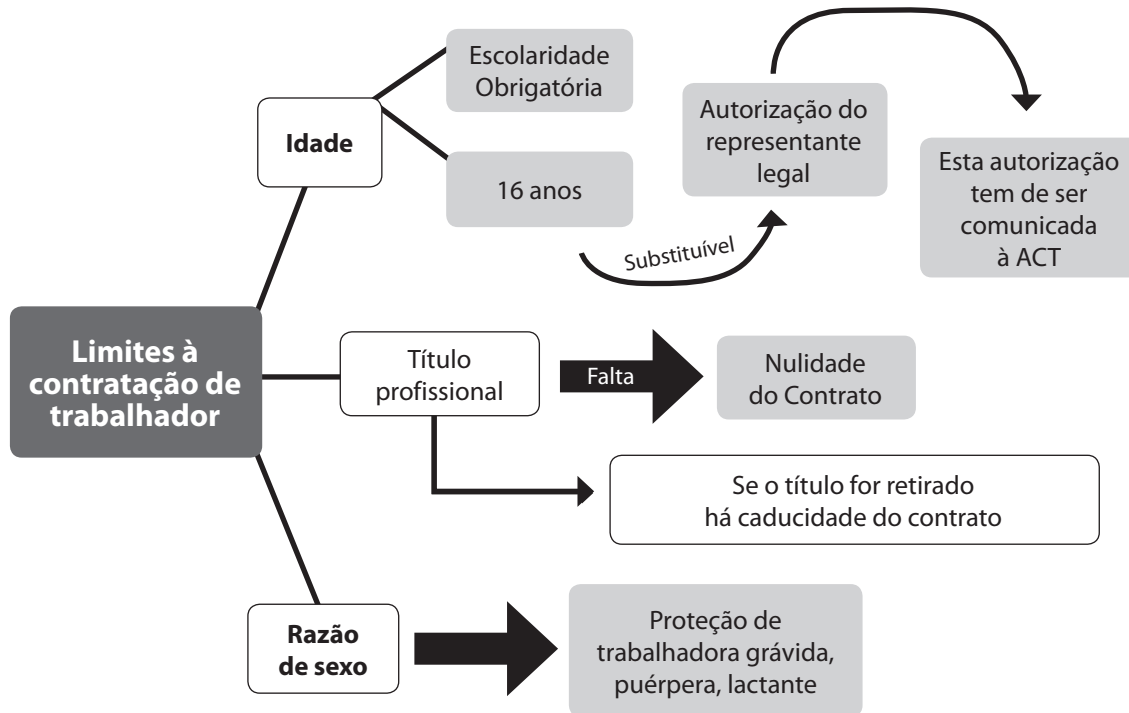 Escolaridade
Obrigatória
Idade
16 anos
Substituível
Autorização do
representante
legal
Esta autorização
tem de ser
comunicada
à ACT
Limites à
contratação de
trabalhador
Título
profissional
Falta
Nulidade
do Contrato
Se o título for retirado
há caducidade do contrato
Razão
de sexo
Proteção de
trabalhadora grávida,
puérpera, lactante